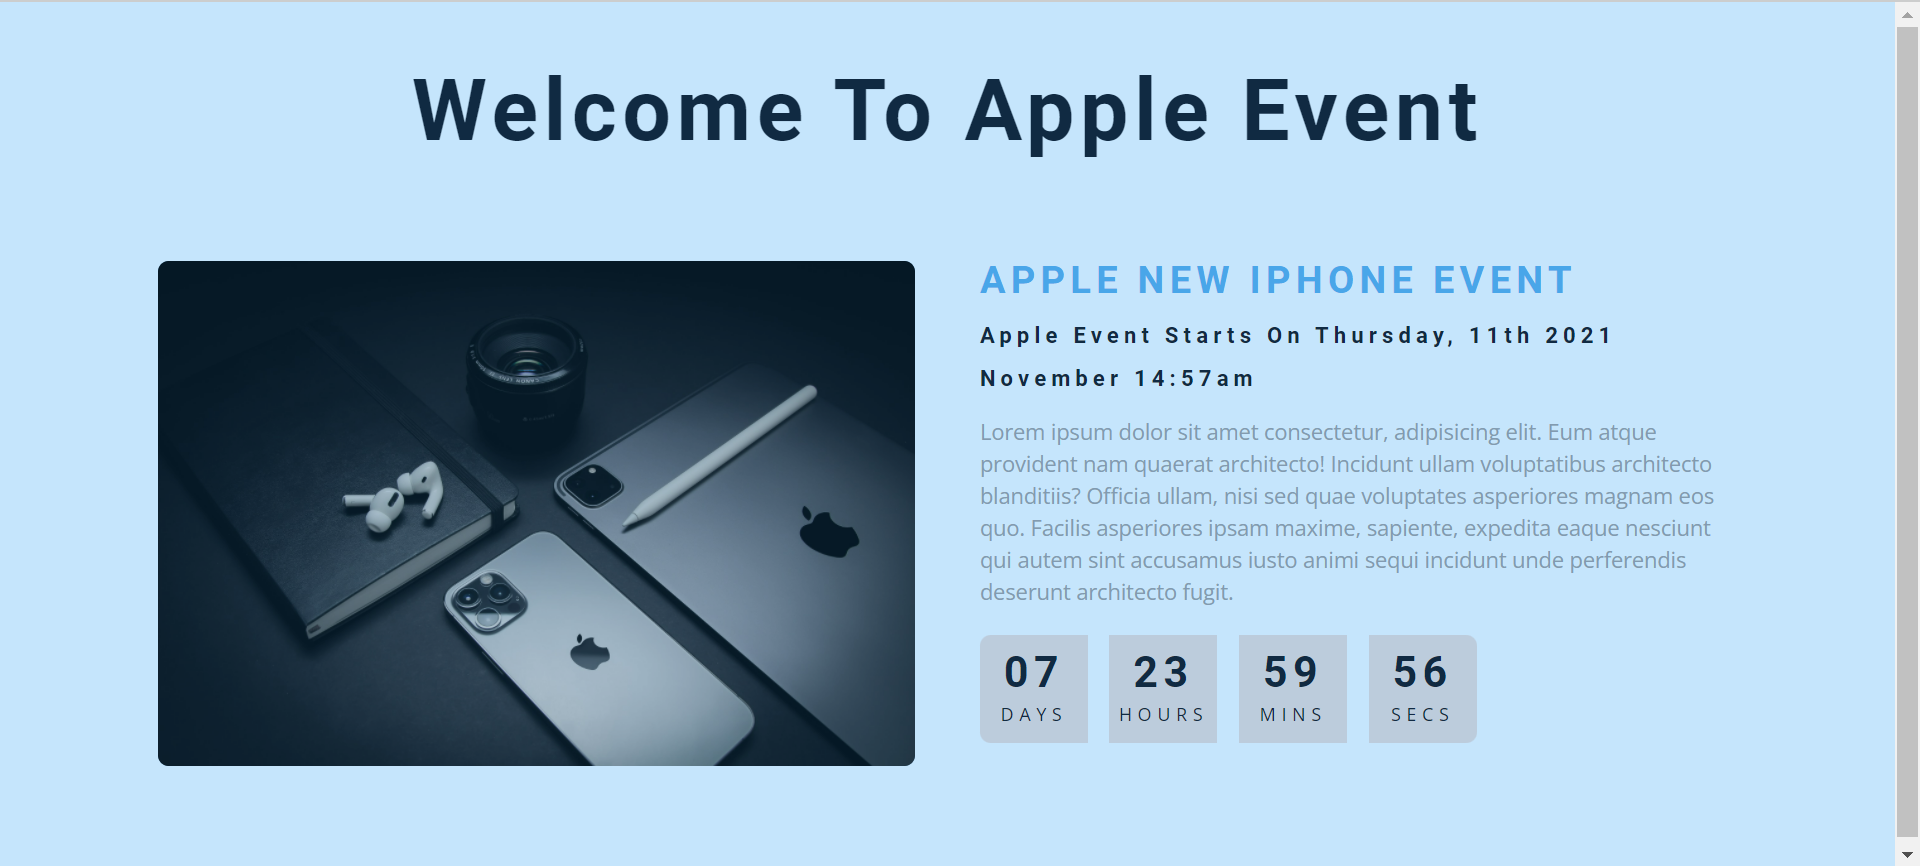 Welcome To Apple Event
APPLE NEW IPHONE EVENT
Apple Event Starts On Thursday, 11th 2021
November 14:57am
Lorem ipsum dolor sit amet consectetur, adipisicing elit. Eum atque
provident nam quaerat architecto! Incidunt ullam voluptatibus architecto
blanditiis? Officia ullam, nisi sed quae voluptates asperiores magnam eos
quo. Facilis asperiores ipsam maxime, sapiente, expedita eaque nesciunt
qui autem sint accusamus iusto animi sequi incidunt unde perferendis
deserunt architecto fugit.
07 23 59 56
DAYS HOURS MINS SECS